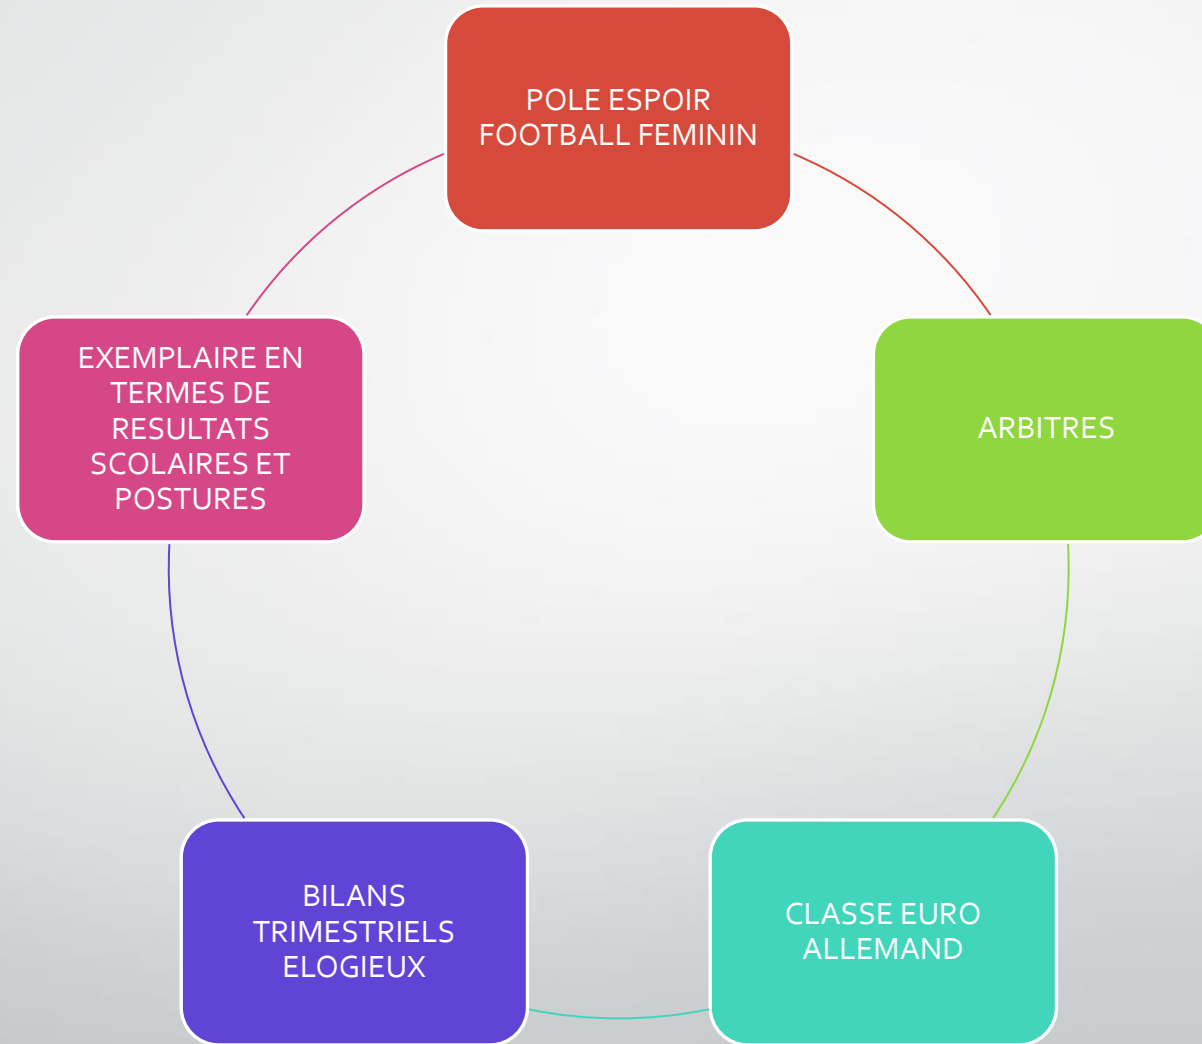 POLE ESPOIR
FOOTBALL FEMININ
ARBITRES
CLASSE EURO
ALLEMAND
BILANS
TRIMESTRIELS
ELOGIEUX
EXEMPLAIRE EN
TERMES DE
RESULTATS
SCOLAIRES ET
POSTURES